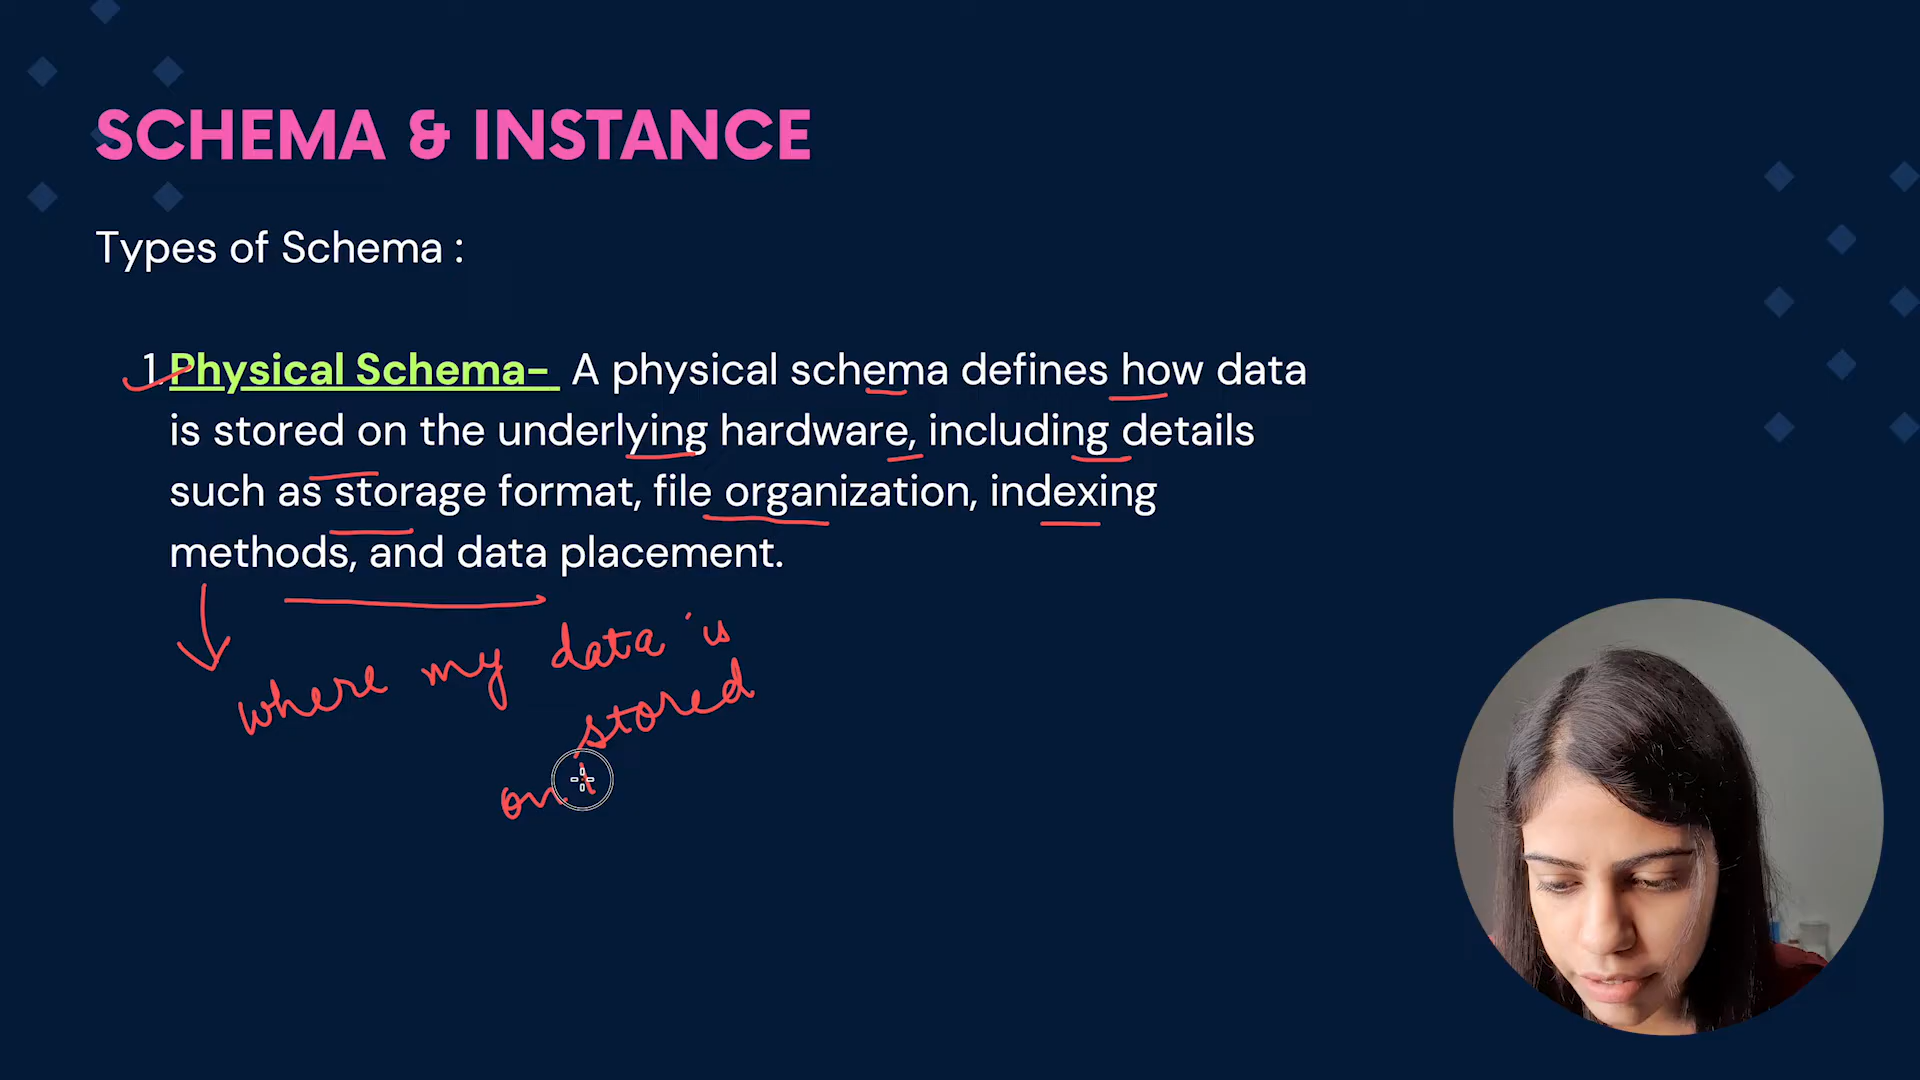 SCHEMA & INSTANCE
Types of Schema :
1. Physical Schema- A physical schema defines how data
is stored on the underlying hardware, including details
such as storage format, file organization, indexing
methods, and data placement.
where my data is
stored
on